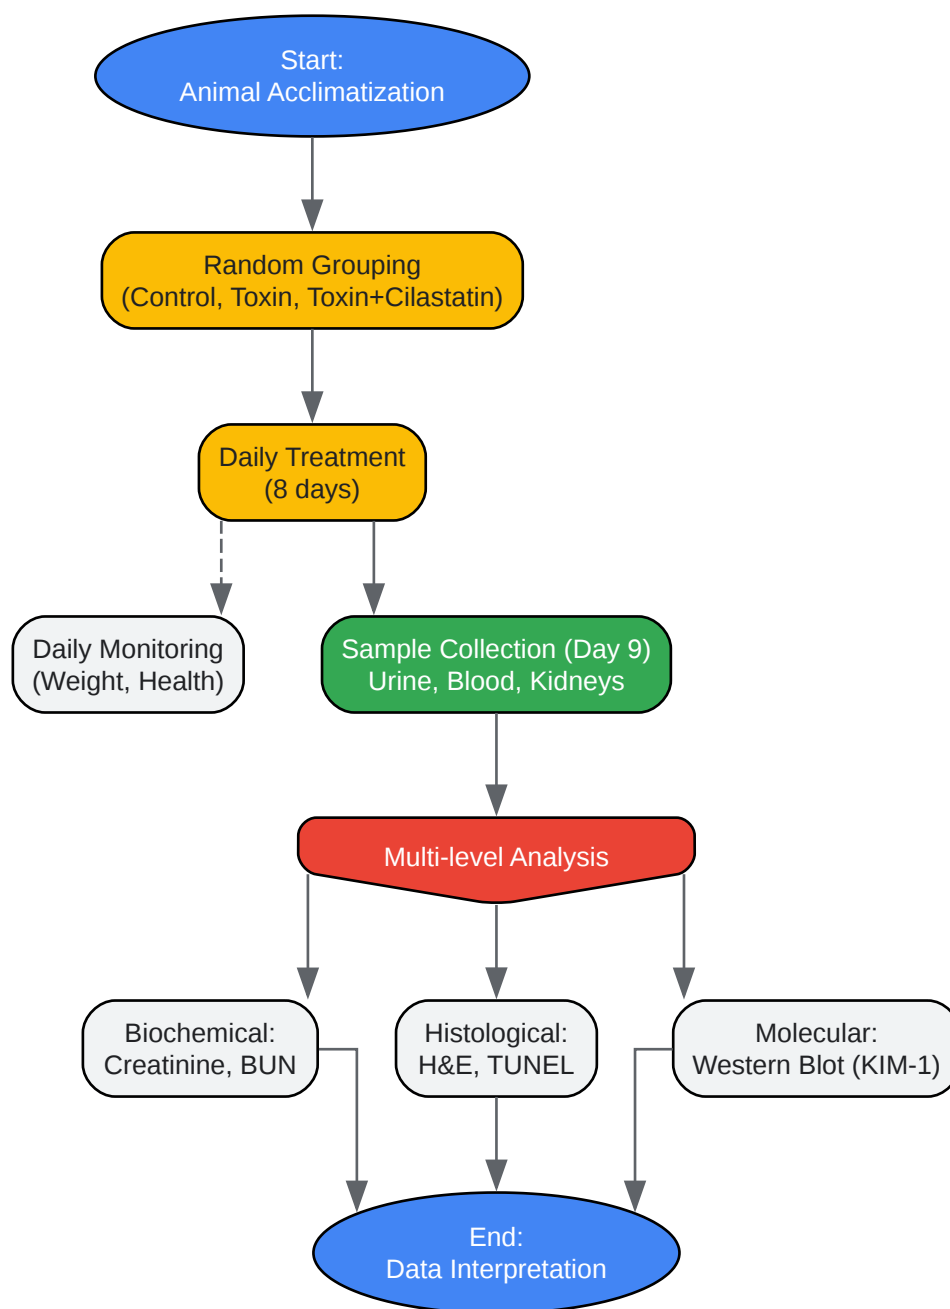 Start:
Animal Acclimatization
Random Grouping
(Control, Toxin, Toxin+Cilastatin)
Daily Treatment
(8 days)
Daily Monitoring
(Weight, Health)
Sample Collection (Day 9)
Urine, Blood, Kidneys
Multi-level Analysis
Biochemical:
Creatinine, BUN
Histological:
H&E, TUNEL
Molecular:
Western Blot (KIM-1)
End:
Data Interpretation